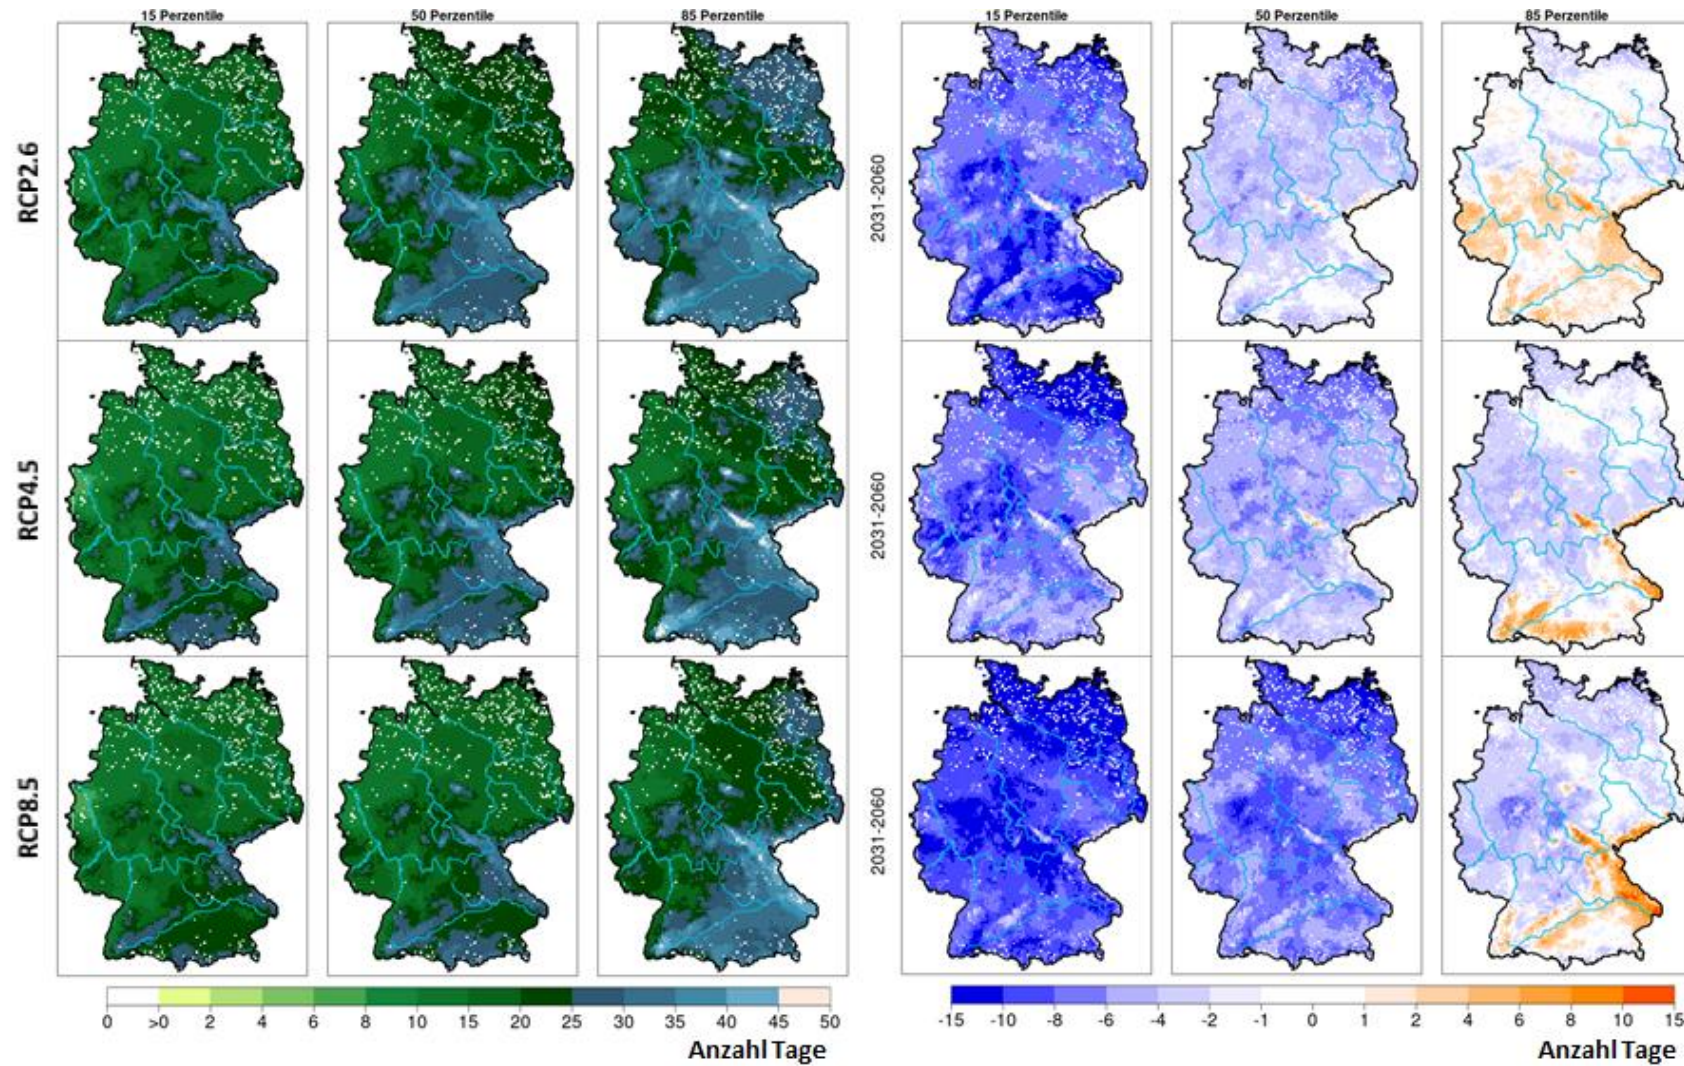 15 Perzentile 50 Perzentile 85 Perzentile 15 Perzentile 50 Perzentile 85 Perzentile
RCP2.6
2031-2060
RCP4.5
2031-2060
RCP8.5
2031-2060
0 >0 2 4 6 8 10 15 20 25 30 35 40 45 50
-15 -10 -8 -6 -4 -2 -1 0 1 2 4 6 8 10 15
Anzahl Tage
Anzahl Tage